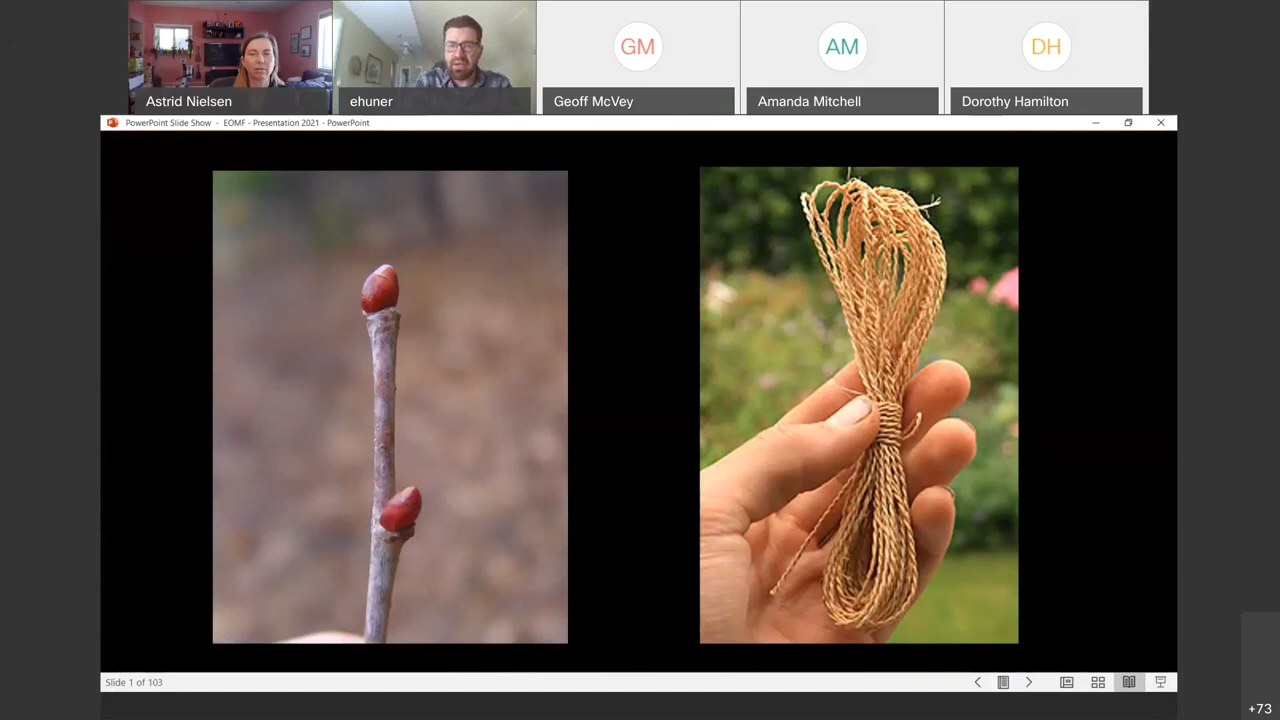 GM
AM
DH
Astrid Nielsen
ehuner
Geoff McVey
Amanda Mitchell
Dorothy Hamilton
PowerPoint Slide Show - EOMF - Presentation 2021 - PowerPoint
Slide 1 of 103
+73